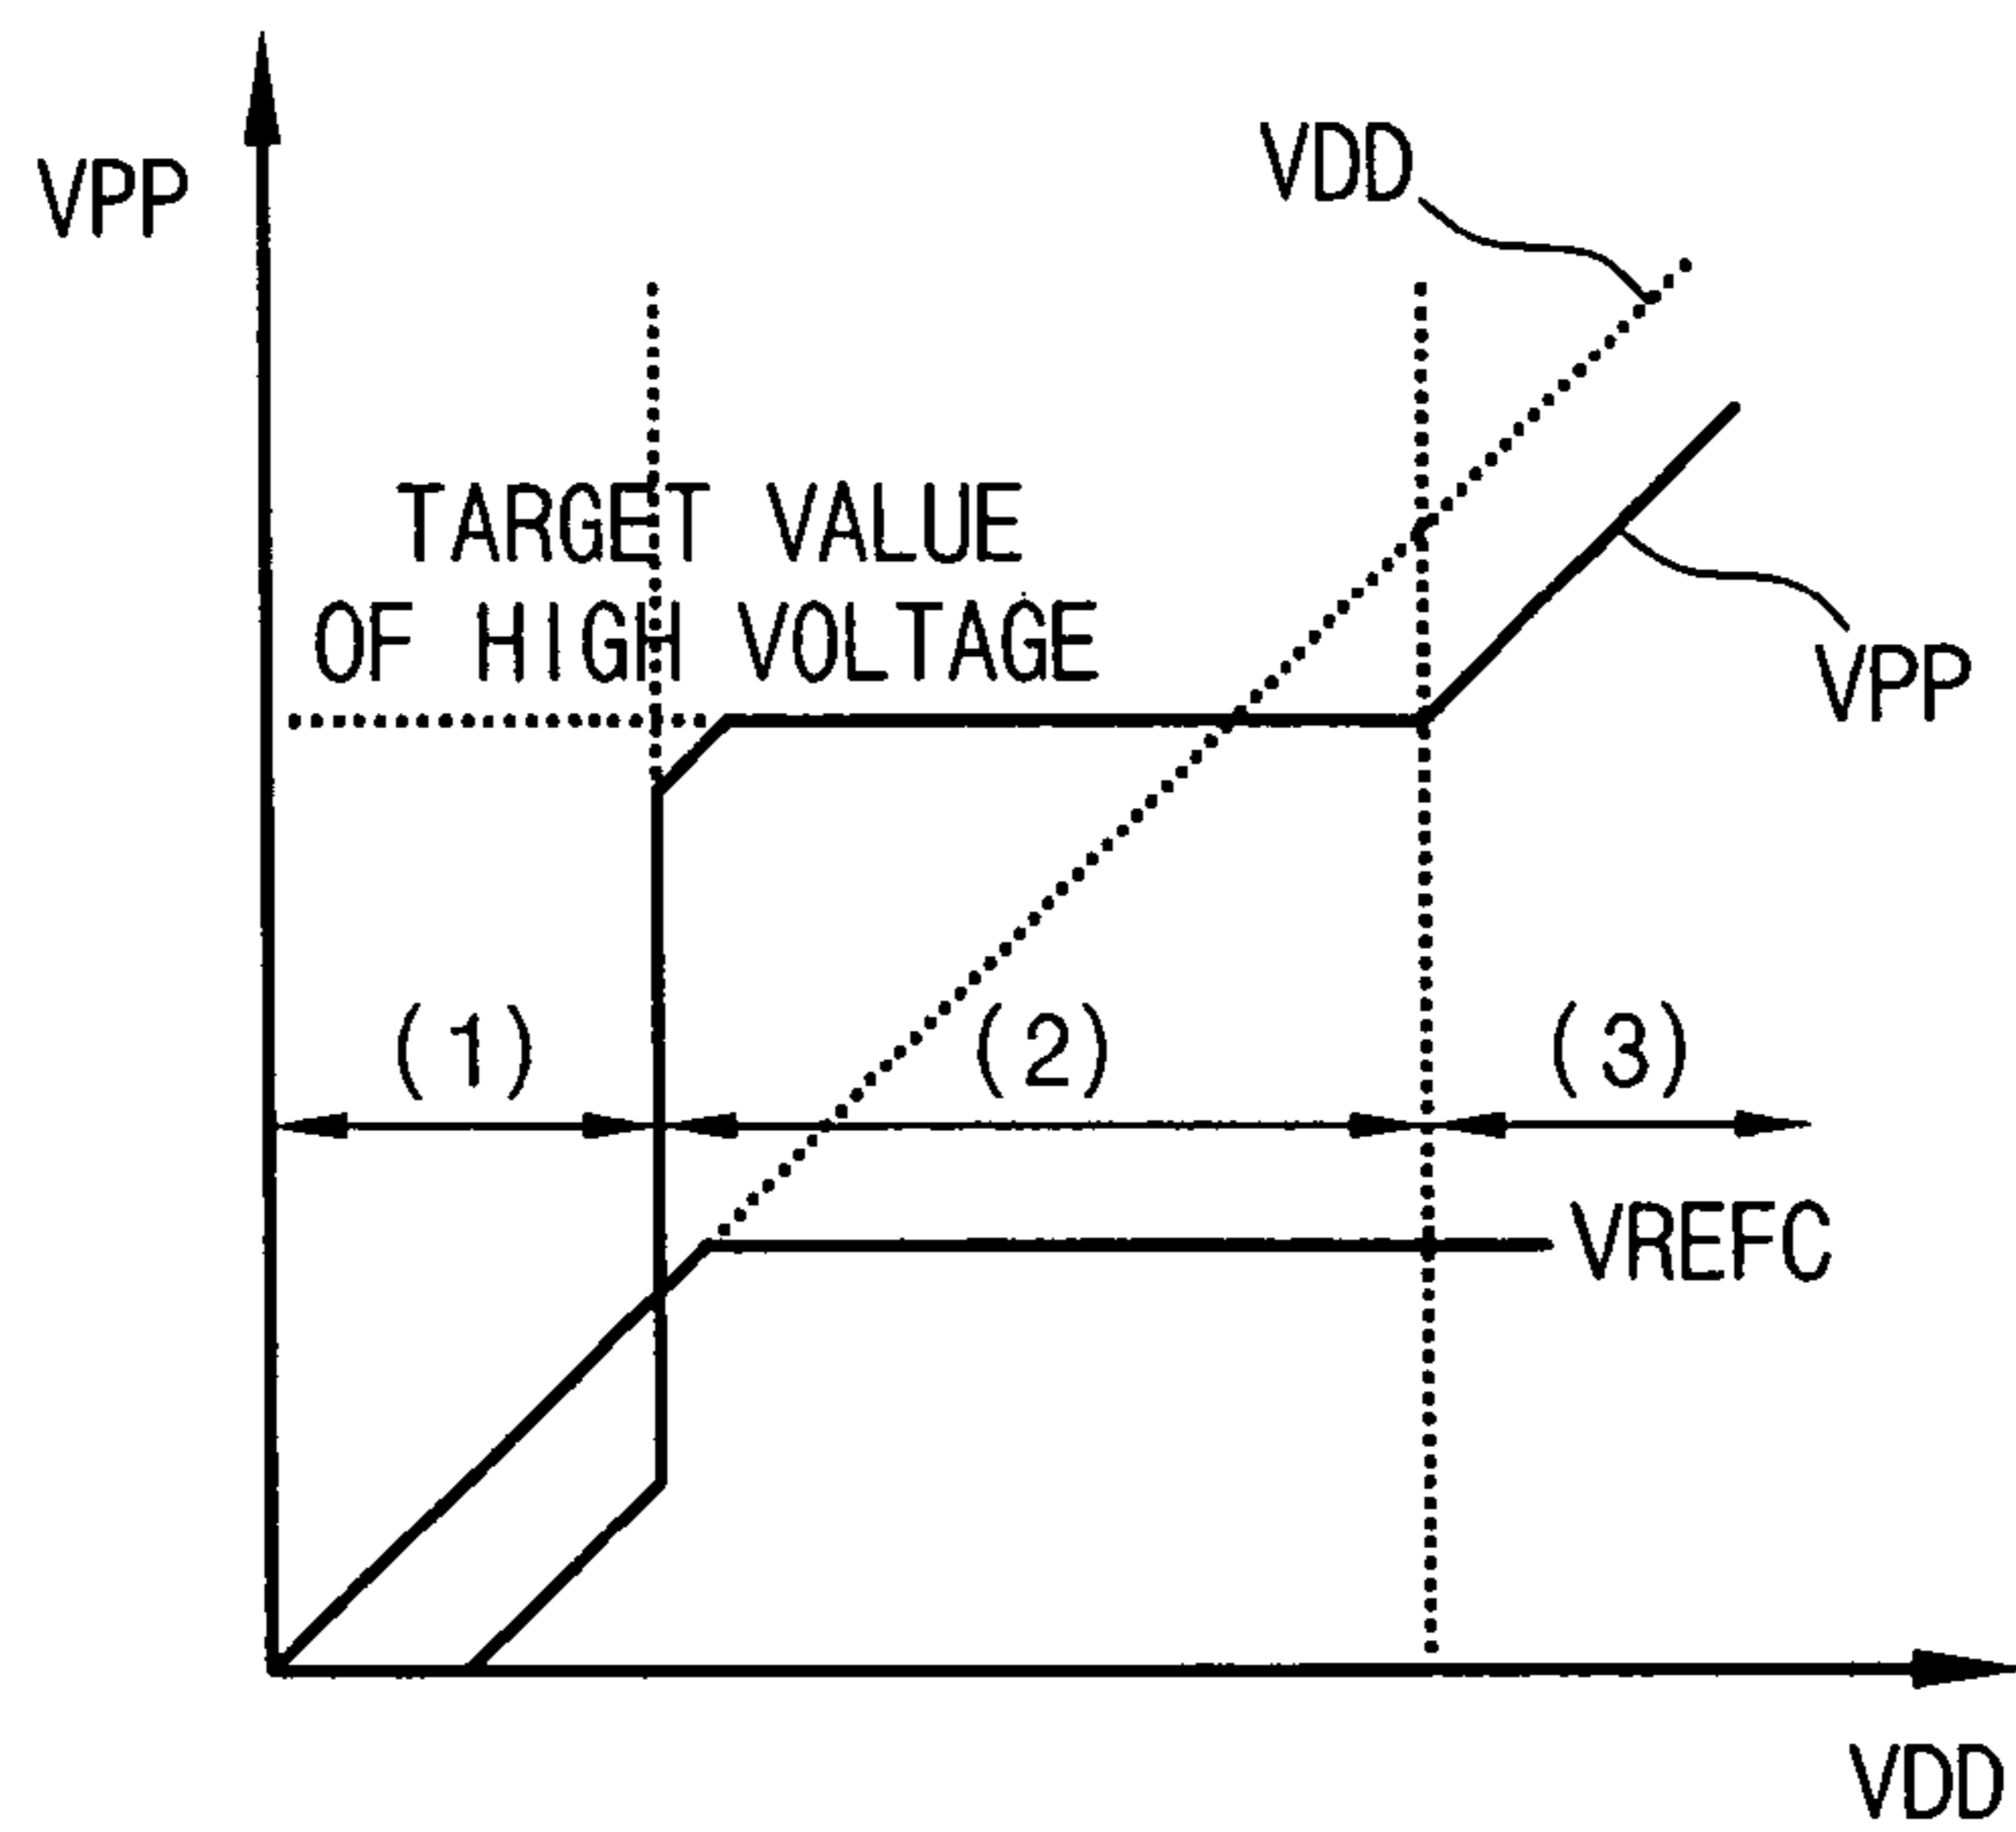 VPP
VDD
TARGET VALUE
OF HIGH VOLTAGE
VPP
(1)
(2)
(3)
VREFC
VDD